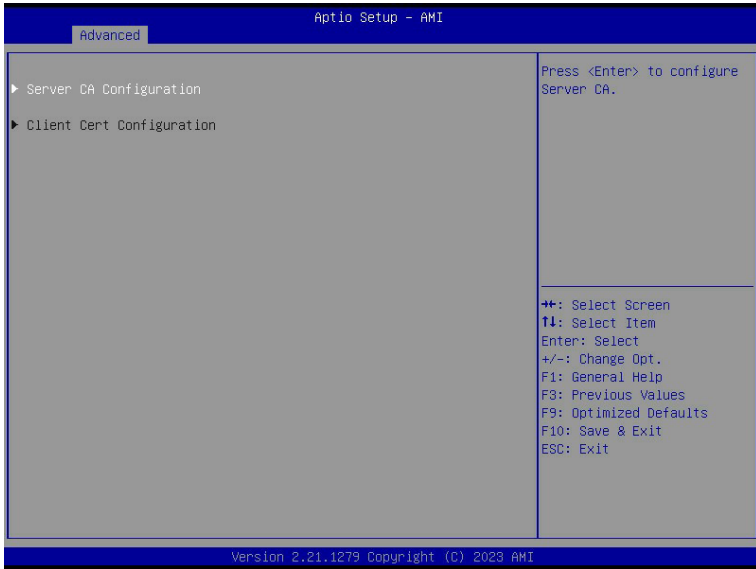 Aptio Setup – AMI
Advanced
▶ Server CA Configuration
▶ Client Cert Configuration
Press <Enter> to configure
Server CA.
→←: Select Screen
↑↓: Select Item
Enter: Select
+/-: Change Opt.
F1: General Help
F3: Previous Values
F9: Optimized Defaults
F10: Save & Exit
ESC: Exit
Version 2.21.1279 Copyright (C) 2023 AMI